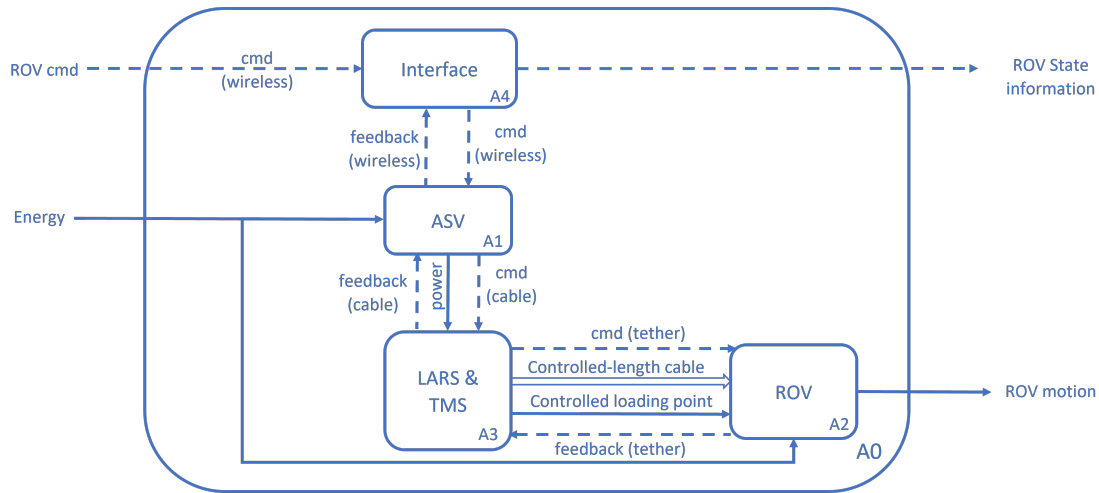 ROV cmd
cmd
(wireless)
Interface
A4
ROV State
information
feedback
(wireless)
cmd
(wireless)
Energy
ASV
A1
feedback
(cable)
power
cmd
(cable)
LARS &
TMS
A3
cmd (tether)
Controlled-length cable
Controlled loading point
feedback (tether)
ROV
A2
ROV motion
A0